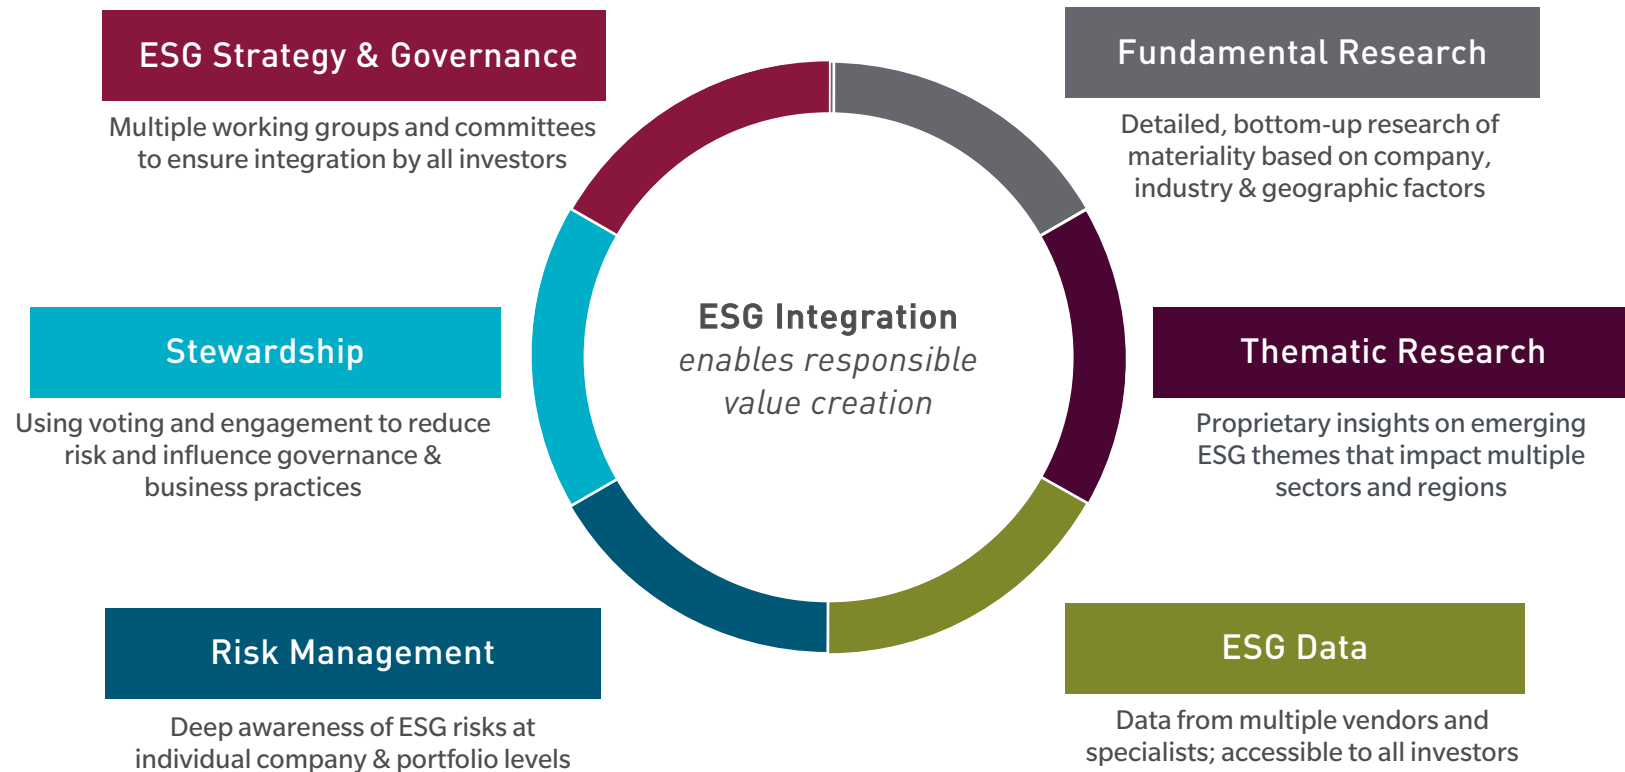 ESG Strategy & Governance
Multiple working groups and committees
to ensure integration by all investors
Fundamental Research
Detailed, bottom-up research of
materiality based on company,
industry & geographic factors
Stewardship
Using voting and engagement to reduce
risk and influence governance &
business practices
ESG Integration
enables responsible
value creation
Thematic Research
Proprietary insights on emerging
ESG themes that impact multiple
sectors and regions
Risk Management
Deep awareness of ESG risks at
individual company & portfolio levels
ESG Data
Data from multiple vendors and
specialists; accessible to all investors